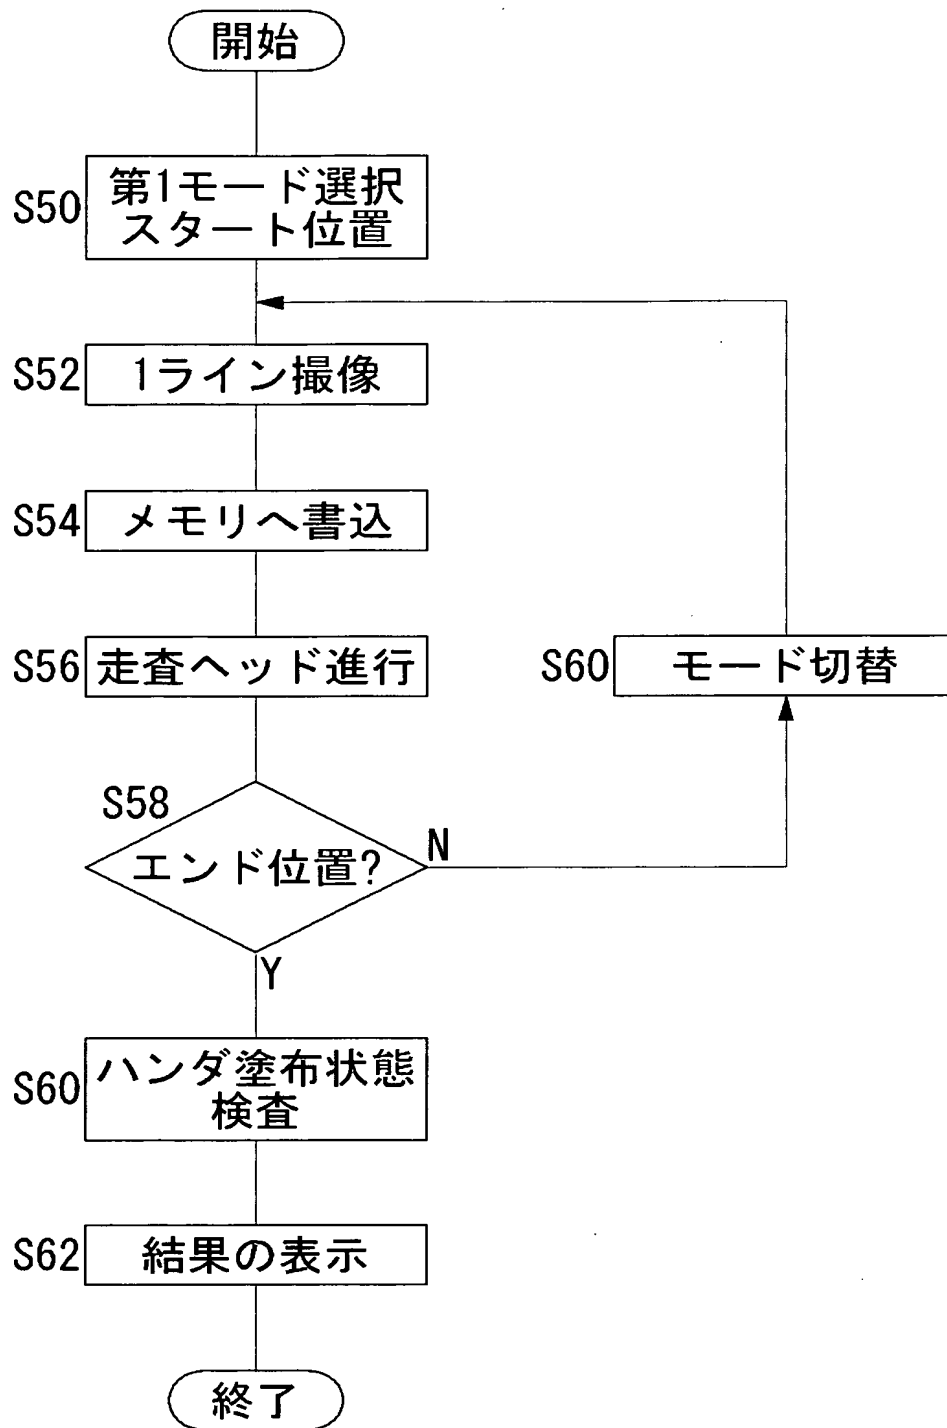 開始
S50
第1モード選択
スタート位置
S52
1ライン撮像
S54
メモリへ書込
S56
走査ヘッド進行
S60
モード切替
S58
エンド位置?
N
Y
S60
ハンダ塗布状態
検査
S62
結果の表示
終了